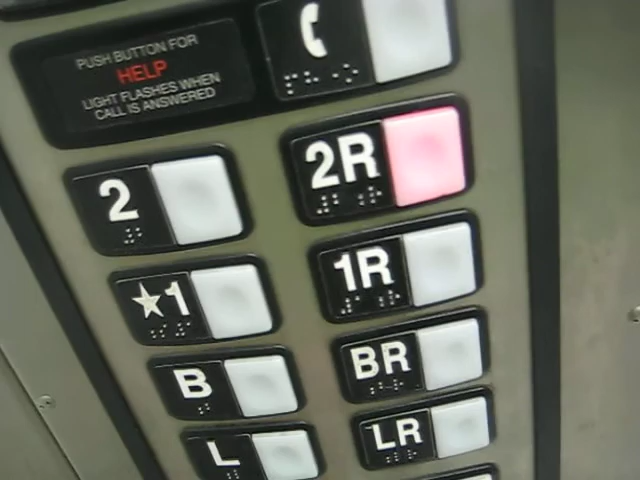 PUSH BUTTON FOR
HELP
LIGHT FLASHES WHEN
CALL IS ANSWERED
2 2R
★1 1R
B BR
L LR